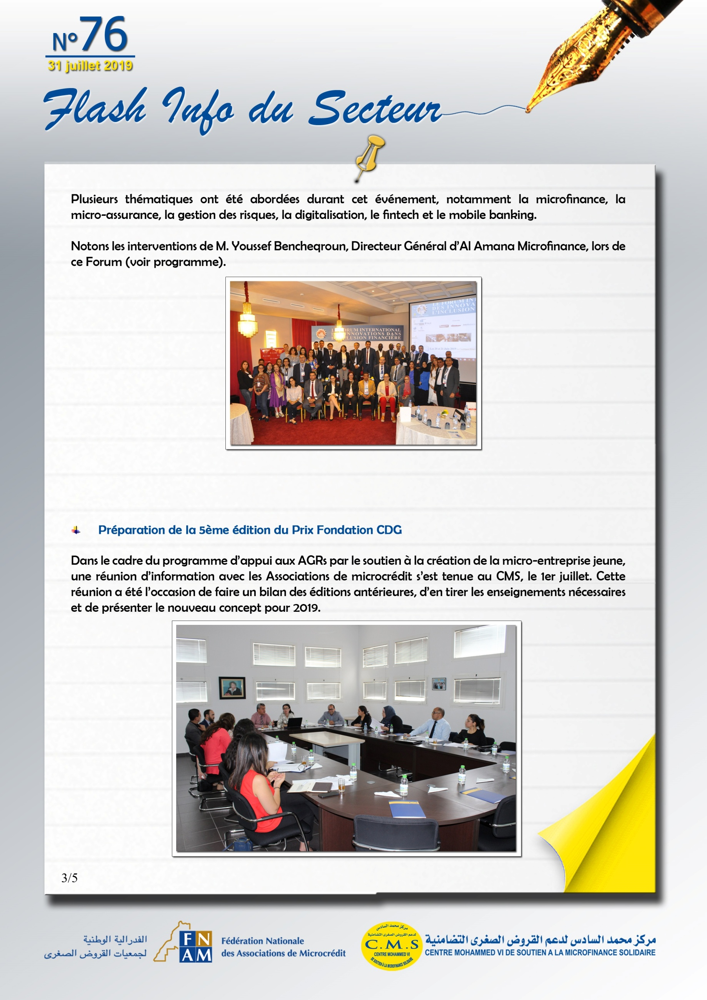 N°76
31 juillet 2019
Flash Info du Secteur
Plusieurs thématiques ont été abordées durant cet événement, notamment la microfinance, la
micro-assurance, la gestion des risques, la digitalisation, le fintech et le mobile banking.
Notons les interventions de M. Youssef Bencheqroun, Directeur Général d’Al Amana Microfinance, lors de
ce Forum (voir programme).
LE FORUM INTERNATIONAL
INNOVATIONS DANS
INCLUSION FINANCIÈRE
LE FORUM INT
DES INNOVA
L'INCLUSION
Les 20 et 21 Juin 2019
Préparation de la 5ème édition du Prix Fondation CDG
Dans le cadre du programme d’appui aux AGRs par le soutien à la création de la micro-entreprise jeune,
une réunion d’information avec les Associations de microcrédit s’est tenue au CMS, le 1er juillet. Cette
réunion a été l’occasion de faire un bilan des éditions antérieures, d’en tirer les enseignements nécessaires
et de présenter le nouveau concept pour 2019.
3/5
الفدرالية الوطنية
لجمعيات القروض الصغرى
FN
AM
Fédération Nationale
des Associations de Microcrédit
مركز محمد السادس
لدعم القروض الصغرى التضامنية
C.M.S
CENTRE MOHAMMED VI
DE SOUTIEN À LA MICROFINANCE SOLIDAIRE
مركز محمد السادس لدعم القروض الصغرى التضامنية
CENTRE MOHAMMED VI DE SOUTIEN A LA MICROFINANCE SOLIDAIRE